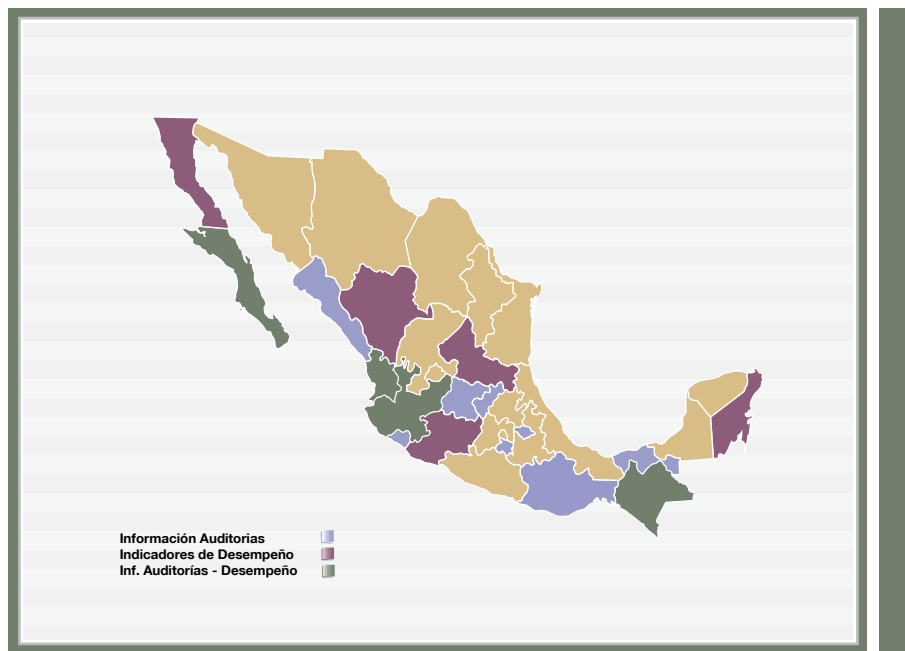 Información Auditorias
Indicadores de Desempeño
Inf. Auditorías - Desempeño